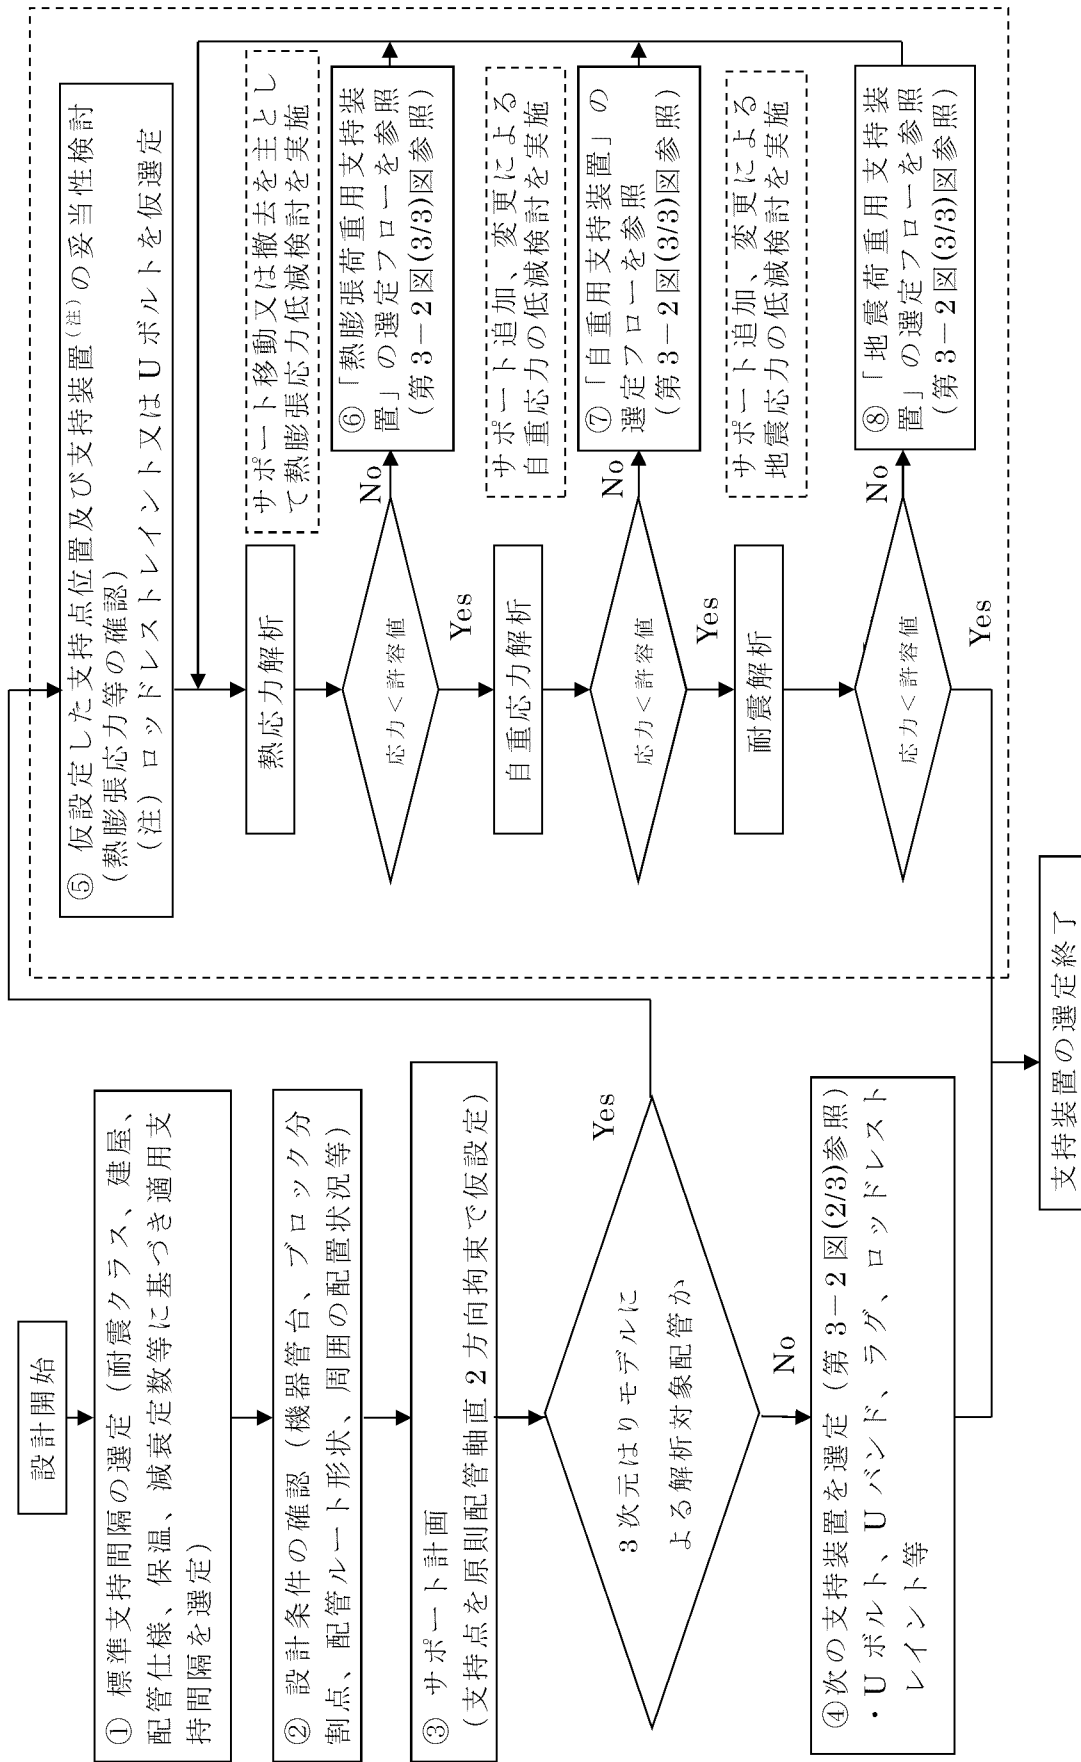 設計開始
① 標準支持間隔の選定（耐震クラス、建屋、
配管仕様、保温、減衰定数等に基づき適用支
持間隔を選定）
② 設計条件の確認（機器管台、ブロック分
割点、配管ルート形状、周囲の配置状況等）
③ サポート計画
（支持点を原則配管軸直２方向拘束で仮設定）
３次元はりモデルに
よる解析対象配管か
Yes
No
④次の支持装置を選定（第３−２図(2/3)参照）
・Ｕボルト、Ｕバンド、ラグ、ロッドレスト
レイント等
⑤ 仮設定した支持点位置及び支持装置(注)の妥当性検討
（熱膨張応力等の確認）
（注）ロッドレストレイント又はＵボルトを仮選定
熱応力解析
サポート移動又は撤去を主とし
て熱膨張応力低減検討を実施
応力＜許容値
No
⑥「熱膨張荷重用支持装
置」の選定フローを参照
（第３−２図(3/3)図参照）
Yes
自重応力解析
サポート追加、変更による
自重応力の低減検討を実施
応力＜許容値
No
⑦「自重用支持装置」の
選定フローを参照
（第３−２図(3/3)図参照）
Yes
耐震解析
サポート追加、変更による
地震応力の低減検討を実施
応力＜許容値
No
⑧「地震荷重用支持装
置」の選定フローを参照
（第３−２図(3/3)図参照）
Yes
支持装置の選定終了